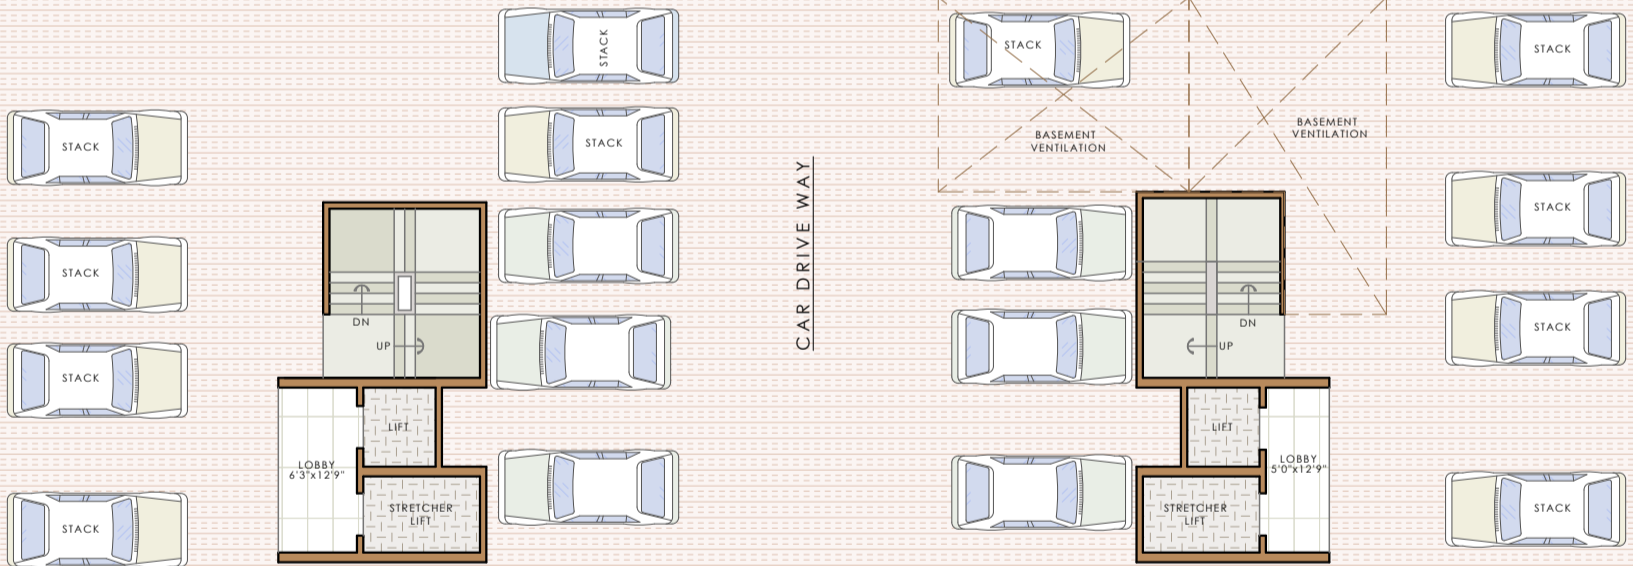 STACK
STACK
STACK
STACK
STACK
STACK
DN
UP
LIFT
LOBBY
6'3"x12'9"
STRETCHER
LIFT
CAR DRIVE WAY
STACK
BASEMENT
VENTILATION
BASEMENT
VENTILATION
DN
UP
LIFT
LOBBY
5'0"x12'9"
STRETCHER
LIFT
STACK
STACK
STACK
STACK